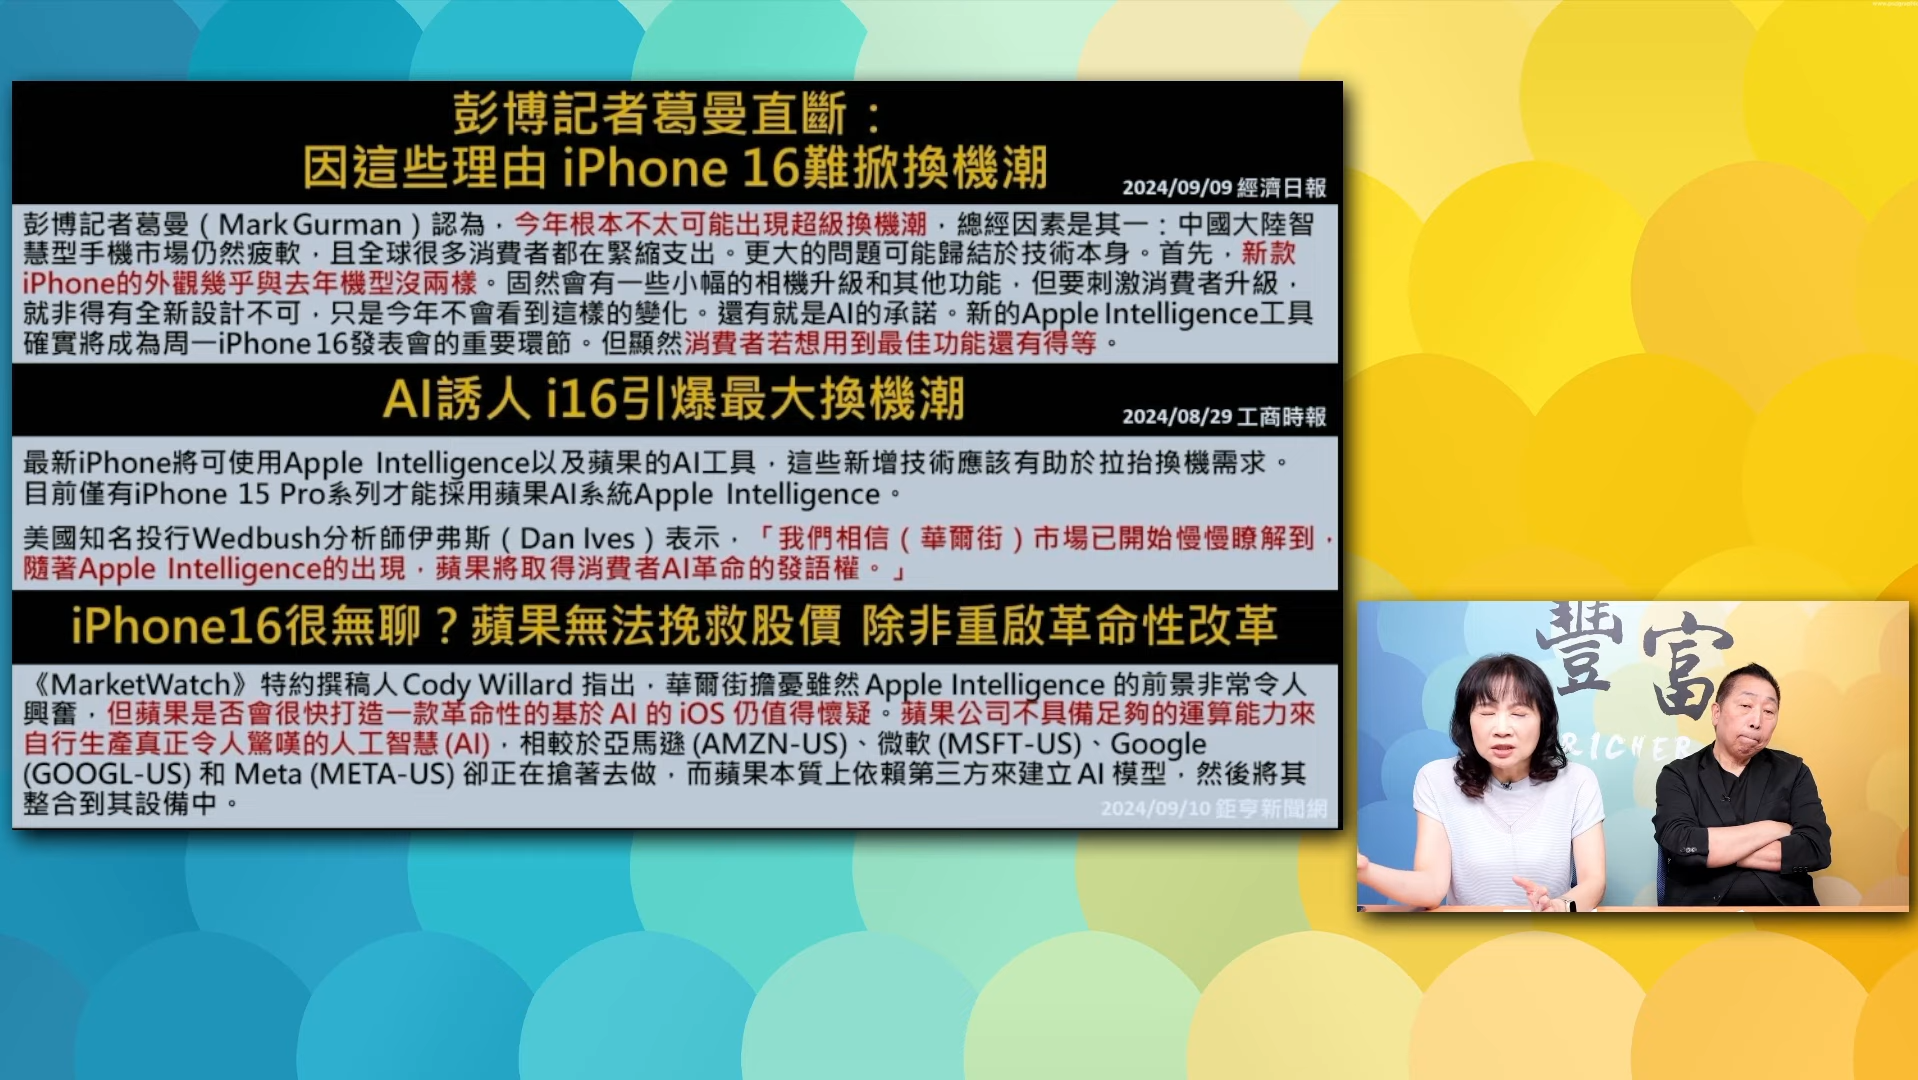 彭博記者葛曼直斷：
因這些理由 iPhone 16難掀換機潮
2024/09/09 經濟日報
彭博記者葛曼（Mark Gurman）認為，今年根本不太可能出現超級換機潮，總經因素是其一：中國大陸智
慧型手機市場仍然疲軟，且全球很多消費者都在緊縮支出。更大的問題可能歸結於技術本身。首先，新款
iPhone的外觀幾乎與去年機型沒兩樣。固然會有一些小幅的相機升級和其他功能，但要刺激消費者升級，
就非得有全新設計不可，只是今年不會看到這樣的變化。還有就是AI的承諾。新的Apple Intelligence工具
確實將成為周一iPhone 16發表會的重要環節。但顯然消費者若想用到最佳功能還有得等。
AI誘人 i16引爆最大換機潮
2024/08/29 工商時報
最新iPhone將可使用Apple Intelligence以及蘋果的AI工具，這些新增技術應該有助於拉抬換機需求。
目前僅有iPhone 15 Pro系列才能採用蘋果AI系統Apple Intelligence。
美國知名投行Wedbush分析師伊弗斯（Dan Ives）表示，「我們相信（華爾街）市場已開始慢慢瞭解到，
隨著Apple Intelligence的出現，蘋果將取得消費者AI革命的發語權。」
iPhone16很無聊？蘋果無法挽救股價 除非重啟革命性改革
《MarketWatch》特約撰稿人 Cody Willard 指出，華爾街擔憂雖然 Apple Intelligence 的前景非常令人
興奮，但蘋果是否會很快打造一款革命性的基於 AI 的 iOS 仍值得懷疑。蘋果公司不具備足夠的運算能力來
自行生產真正令人驚嘆的人工智慧 (AI)，相較於亞馬遜 (AMZN-US)、微軟 (MSFT-US)、Google
(GOOGL-US) 和 Meta (META-US) 卻正在搶著去做，而蘋果本質上依賴第三方來建立 AI 模型，然後將其
整合到其設備中。
2024/09/10 鉅亨新聞網
豐富
RICHER